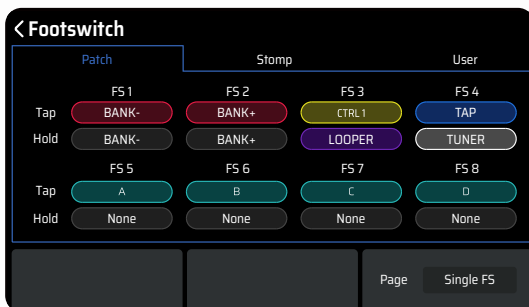 Footswitch
Patch Stomp User
FS 1 FS 2 FS 3 FS 4
Tap BANK- BANK+ CTRL 1 TAP
Hold BANK- BANK+ LOOPER TUNER
FS 5 FS 6 FS 7 FS 8
Tap A B C D
Hold None None None None
Page Single FS